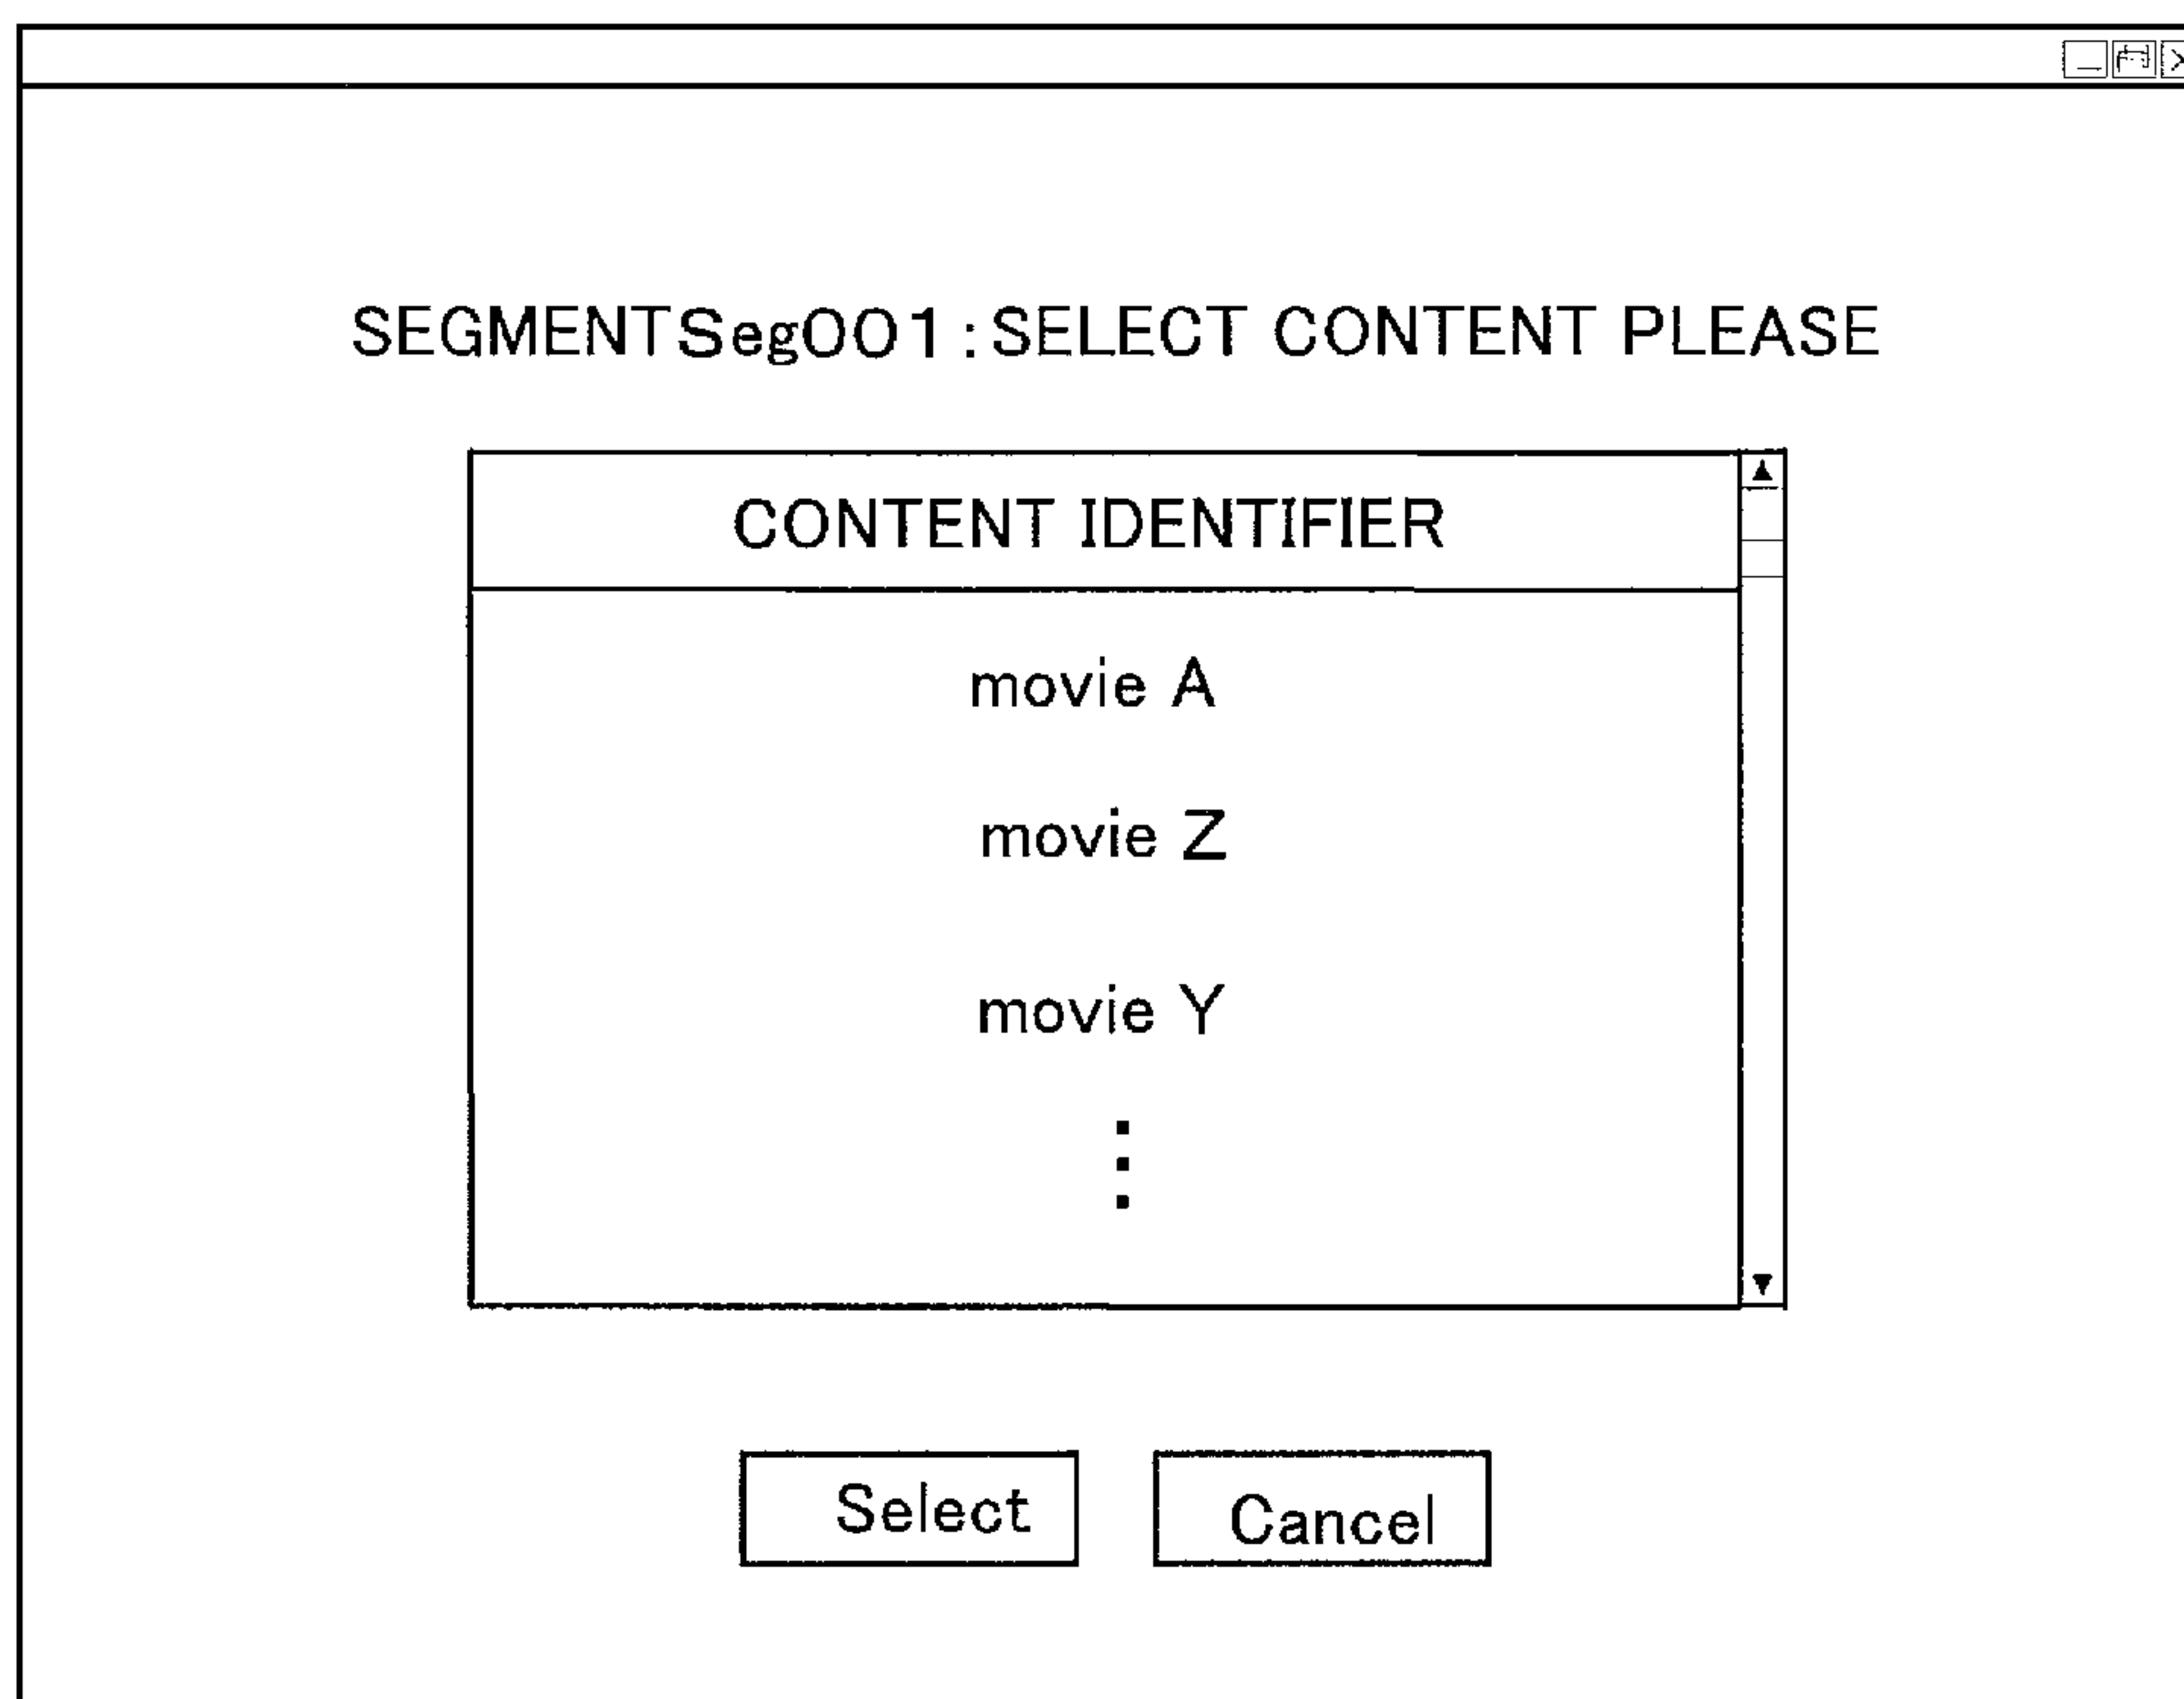 SEGMENTSeg001:SELECT CONTENT PLEASE
CONTENT IDENTIFIER
movie A
movie Z
movie Y
Select
Cancel